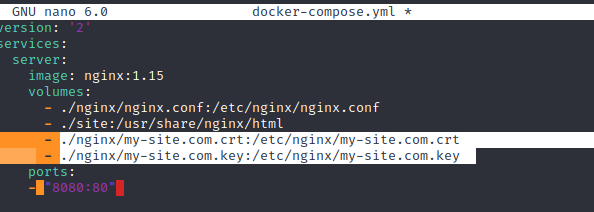 GNU nano 6.0 docker-compose.yml *
version: '2'
services:
  server:
    image: nginx:1.15
    volumes:
      - ./nginx/nginx.conf:/etc/nginx/nginx.conf
      - ./site:/usr/share/nginx/html
      - ./nginx/my-site.com.crt:/etc/nginx/my-site.com.crt
      - ./nginx/my-site.com.key:/etc/nginx/my-site.com.key
    ports:
    - "8080:80"